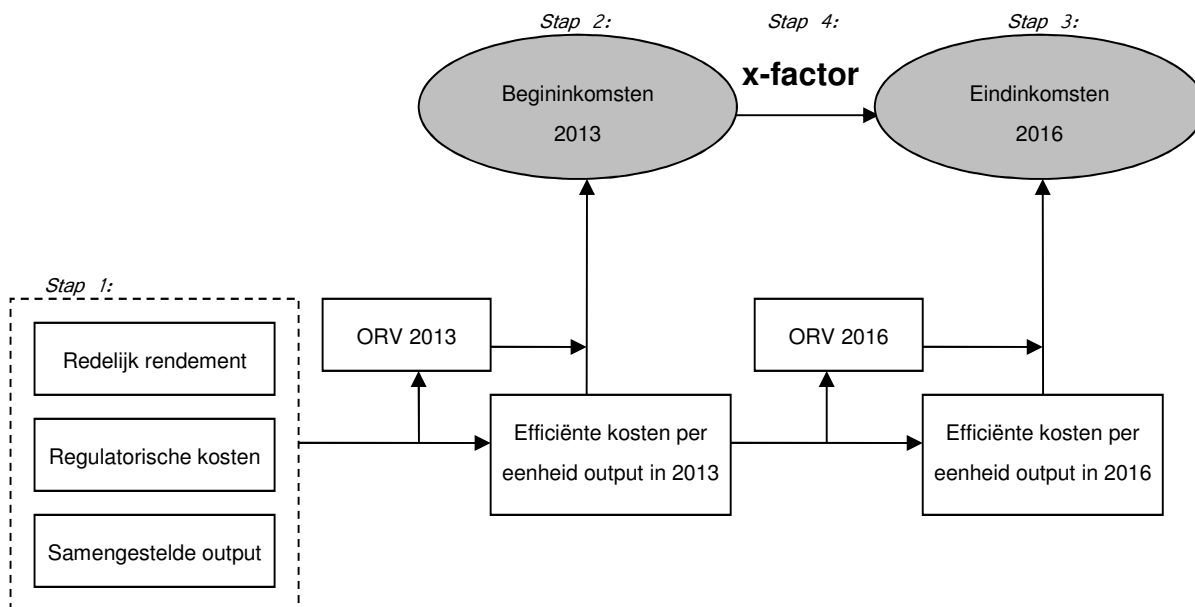 Stap 2:
Stap 4:
Stap 3:
x-factor
Begininkomsten
2013
Eindinkomsten
2016
Stap 1:
ORV 2013
ORV 2016
Redelijk rendement
Regulatorische kosten
Samengestelde output
Efficiënte kosten per
eenheid output in 2013
Efficiënte kosten per
eenheid output in 2016